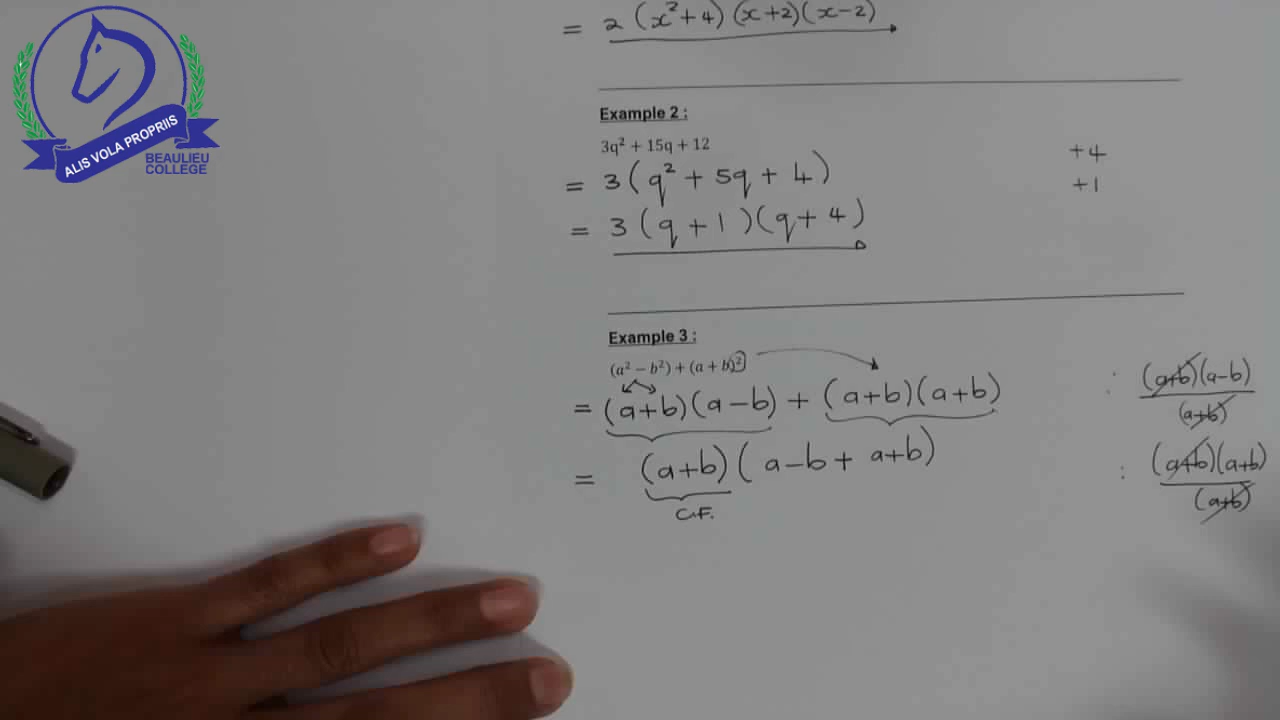 ALIS VOLA PROPRIIS
BEAULIEU
COLLEGE
= 2 (x² + 4) (x+2)(x−2)
Example 2 :
3q² + 15q + 12
= 3 (q² + 5q + 4)
= 3 (q + 1)(q + 4)
+4
+1
Example 3 :
(a² − b²) + (a + b)²
= (a+b)(a−b) + (a+b)(a+b)
= (a+b)(a−b + a+b)
C.F.
: (a+b)(a−b)
(a+b)
: (a+b)(a+b)
(a+b)